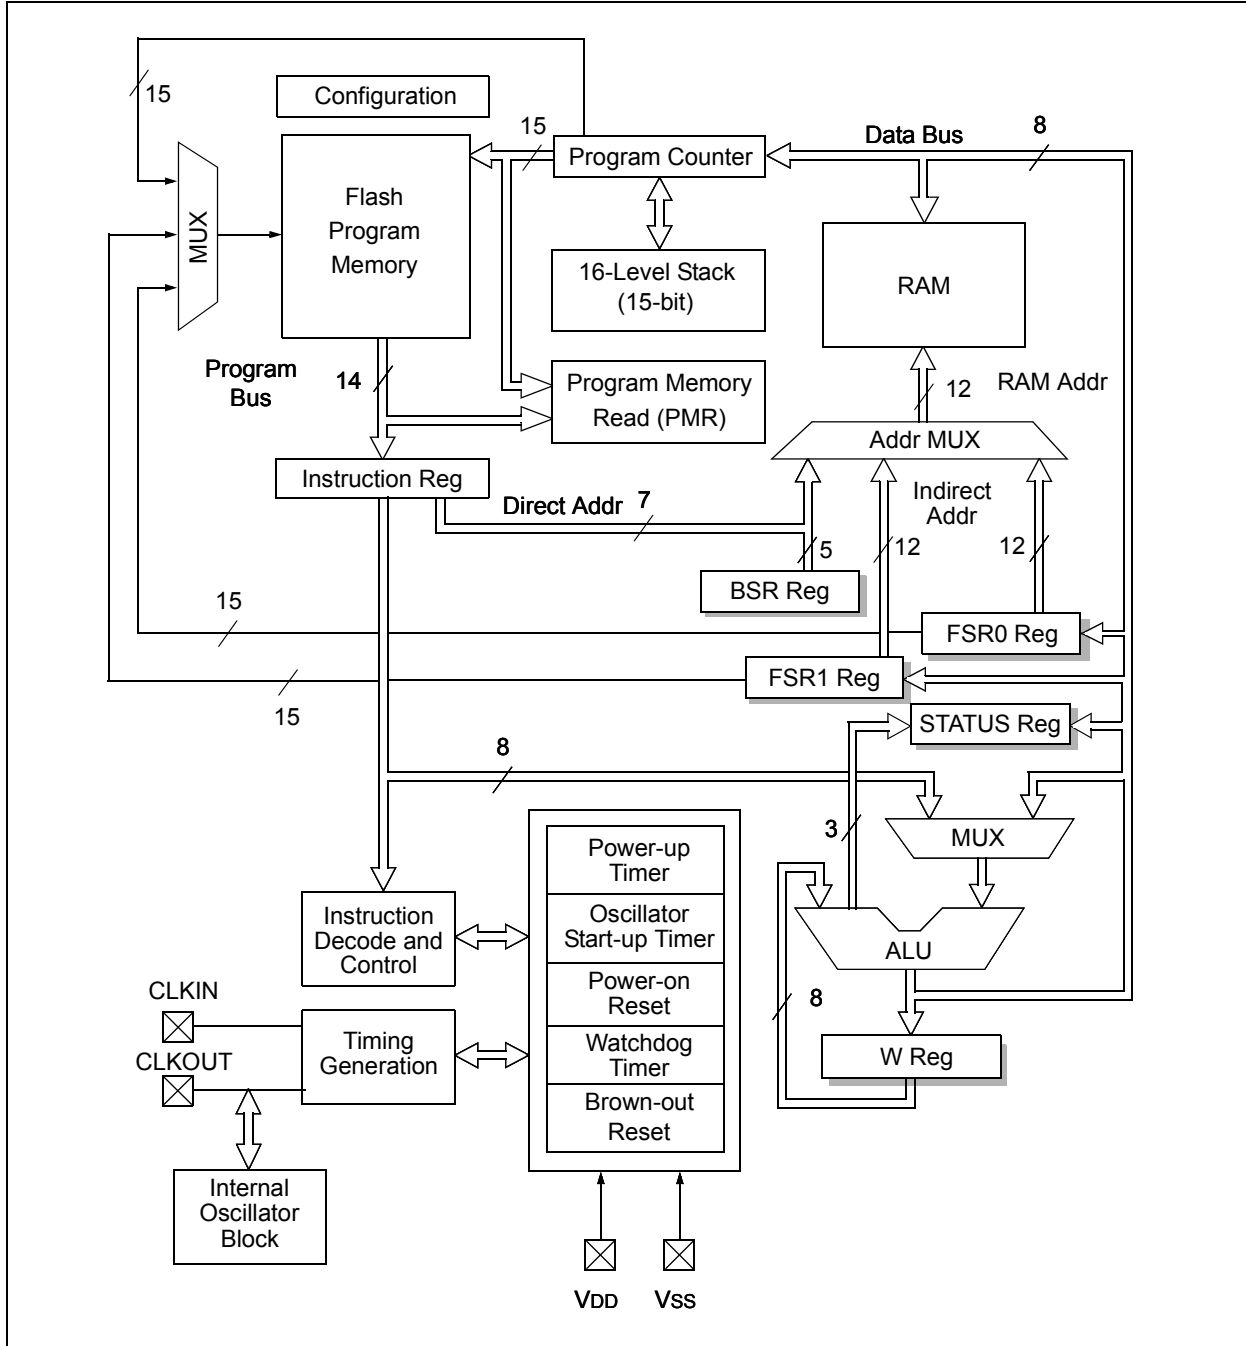 15
Configuration
15
Program Counter
Data Bus
8
Flash
Program
Memory
MUX
16-Level Stack
(15-bit)
RAM
Program
Bus
14
Program Memory
Read (PMR)
12
RAM Addr
Addr MUX
Instruction Reg
Direct Addr
7
Indirect
Addr
5
12
12
BSR Reg
15
FSR0 Reg
15
FSR1 Reg
STATUS Reg
8
3
MUX
Power-up
Timer
Oscillator
Start-up Timer
Power-on
Reset
Watchdog
Timer
Brown-out
Reset
Instruction
Decode and
Control
ALU
8
W Reg
CLKIN
CLKOUT
Timing
Generation
Internal
Oscillator
Block
VDD
VSS